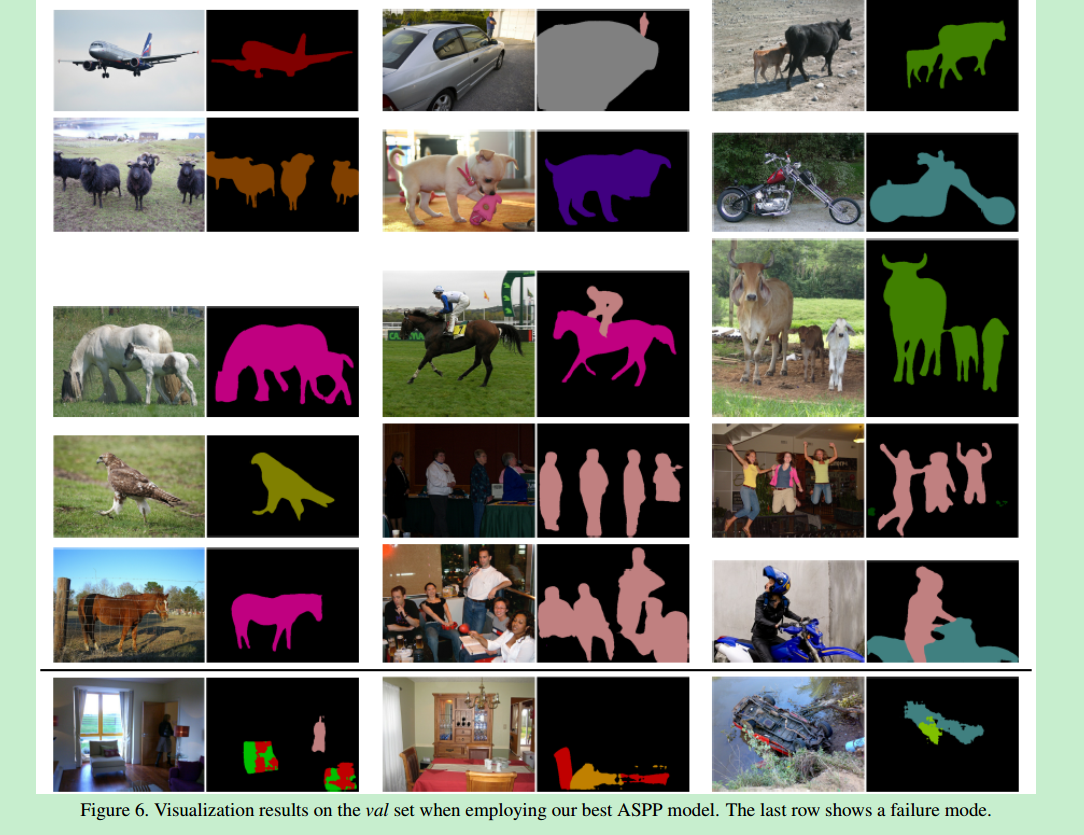 Figure 6. Visualization results on the val set when employing our best ASPP model. The last row shows a failure mode.